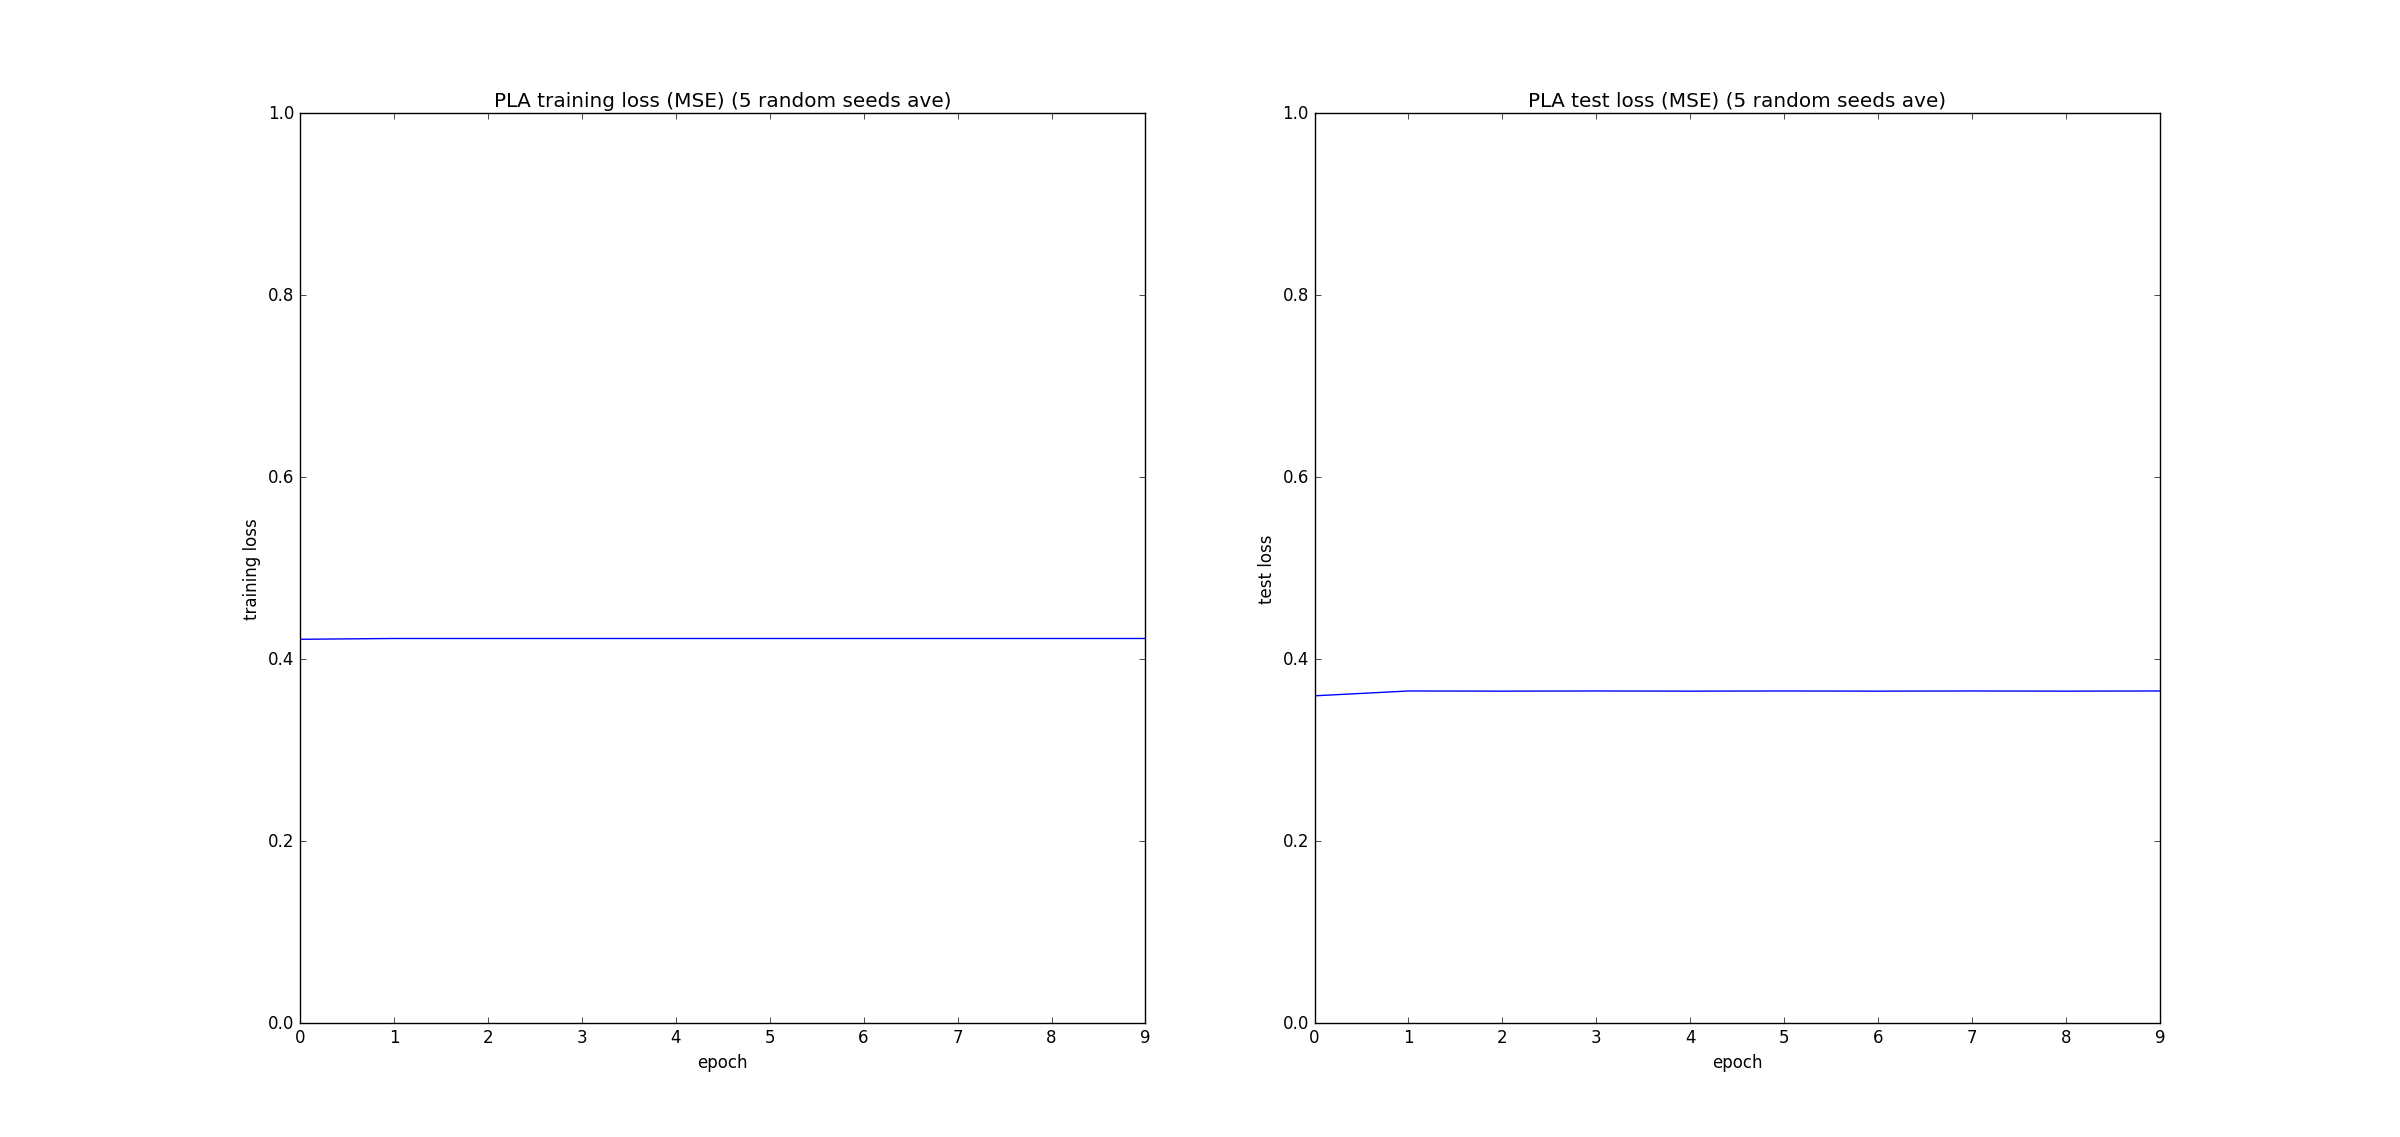 PLA training loss (MSE) (5 random seeds ave)
1.0
0.8
0.6
0.4
0.2
0.0
training loss
0 1 2 3 4 5 6 7 8 9
epoch
PLA test loss (MSE) (5 random seeds ave)
1.0
0.8
0.6
0.4
0.2
0.0
test loss
0 1 2 3 4 5 6 7 8 9
epoch